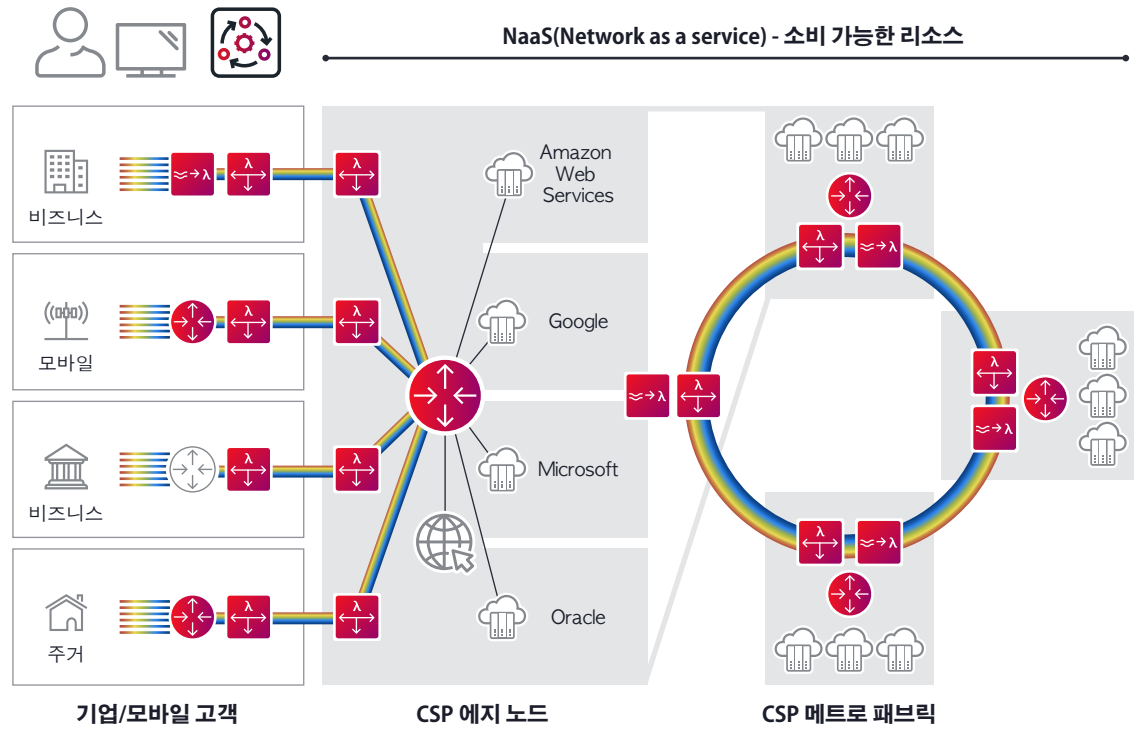 NaaS(Network as a service) - 소비 가능한 리소스
비즈니스
≈→λ
λ
λ
Amazon
Web
Services
모바일
λ
λ
Google
비즈니스
λ
λ
Microsoft
주거
λ
λ
Oracle
≈→λ
λ
λ
≈→λ
λ
≈→λ
λ
≈→λ
기업/모바일 고객
CSP 에지 노드
CSP 메트로 패브릭